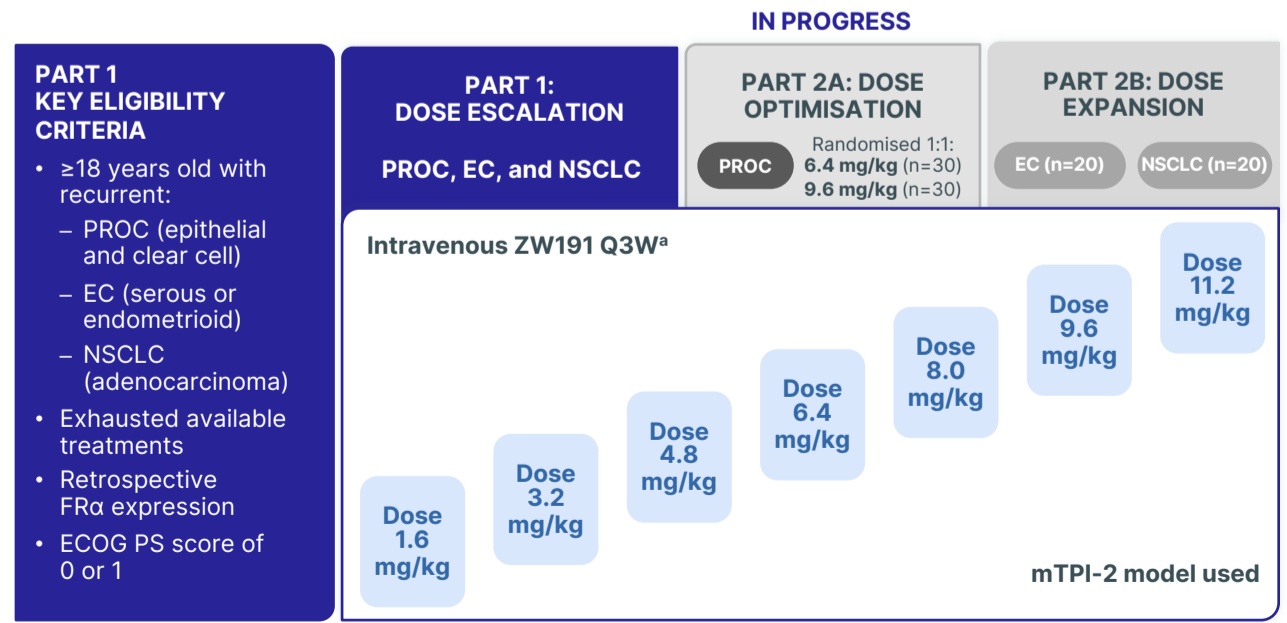 IN PROGRESS
PART 1
KEY ELIGIBILITY
CRITERIA
• ≥18 years old with
recurrent:
– PROC (epithelial
and clear cell)
– EC (serous or
endometrioid)
– NSCLC
(adenocarcinoma)
• Exhausted available
treatments
• Retrospective
FRα expression
• ECOG PS score of
0 or 1
PART 1:
DOSE ESCALATION
PROC, EC, and NSCLC
PART 2A: DOSE
OPTIMISATION
PROC
Randomised 1:1:
6.4 mg/kg (n=30)
9.6 mg/kg (n=30)
PART 2B: DOSE
EXPANSION
EC (n=20)
NSCLC (n=20)
Intravenous ZW191 Q3Wᵃ
Dose
1.6
mg/kg
Dose
3.2
mg/kg
Dose
4.8
mg/kg
Dose
6.4
mg/kg
Dose
8.0
mg/kg
Dose
9.6
mg/kg
Dose
11.2
mg/kg
mTPI-2 model used